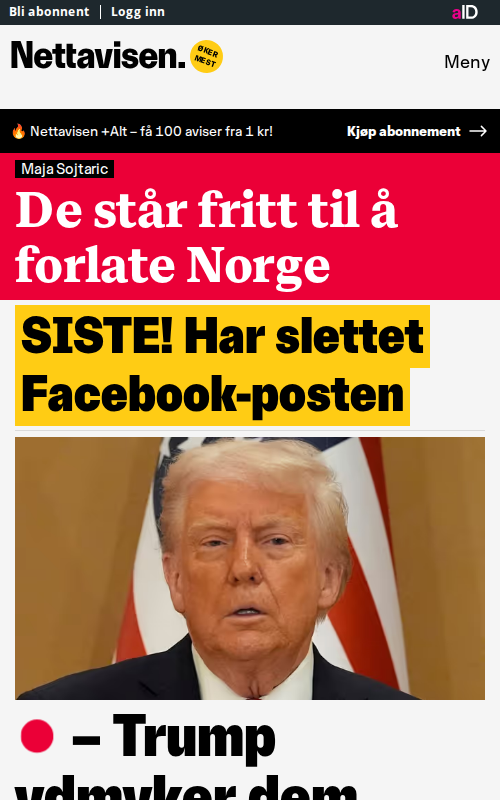 Bli abonnent | Logg inn
aID
Nettavisen.
ØKER
MEST
Meny
🔥 Nettavisen +Alt – få 100 aviser fra 1 kr!
Kjøp abonnement →
Maja Sojtaric
De står fritt til å
forlate Norge
SISTE! Har slettet
Facebook-posten
– Trump
ydmyker dem